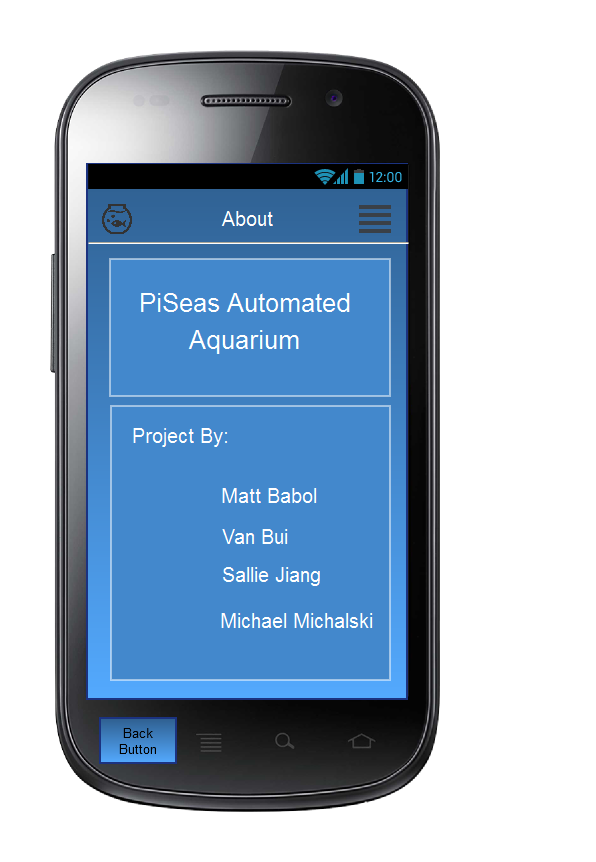 12:00
About
PiSeas Automated
Aquarium
Project By:
Matt Babol
Van Bui
Sallie Jiang
Michael Michalski
Back
Button